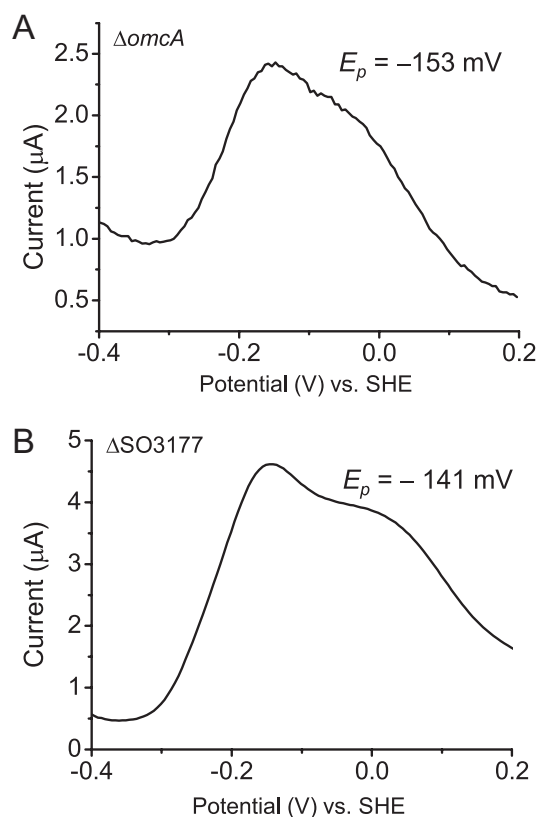 A
ΔomcA
Eₚ = –153 mV
2.5
2.0
1.5
1.0
0.5
Current (µA)
-0.4
-0.2
0.0
0.2
Potential (V) vs. SHE
B
ΔSO3177
Eₚ = – 141 mV
5
4
3
2
1
0
Current (µA)
-0.4
-0.2
0.0
0.2
Potential (V) vs. SHE